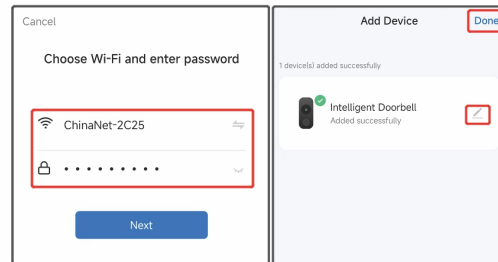 Cancel
Choose Wi-Fi and enter password
ChinaNet-2C25
Next
Add Device
Done
1 device(s) added successfully
Intelligent Doorbell
Added successfully